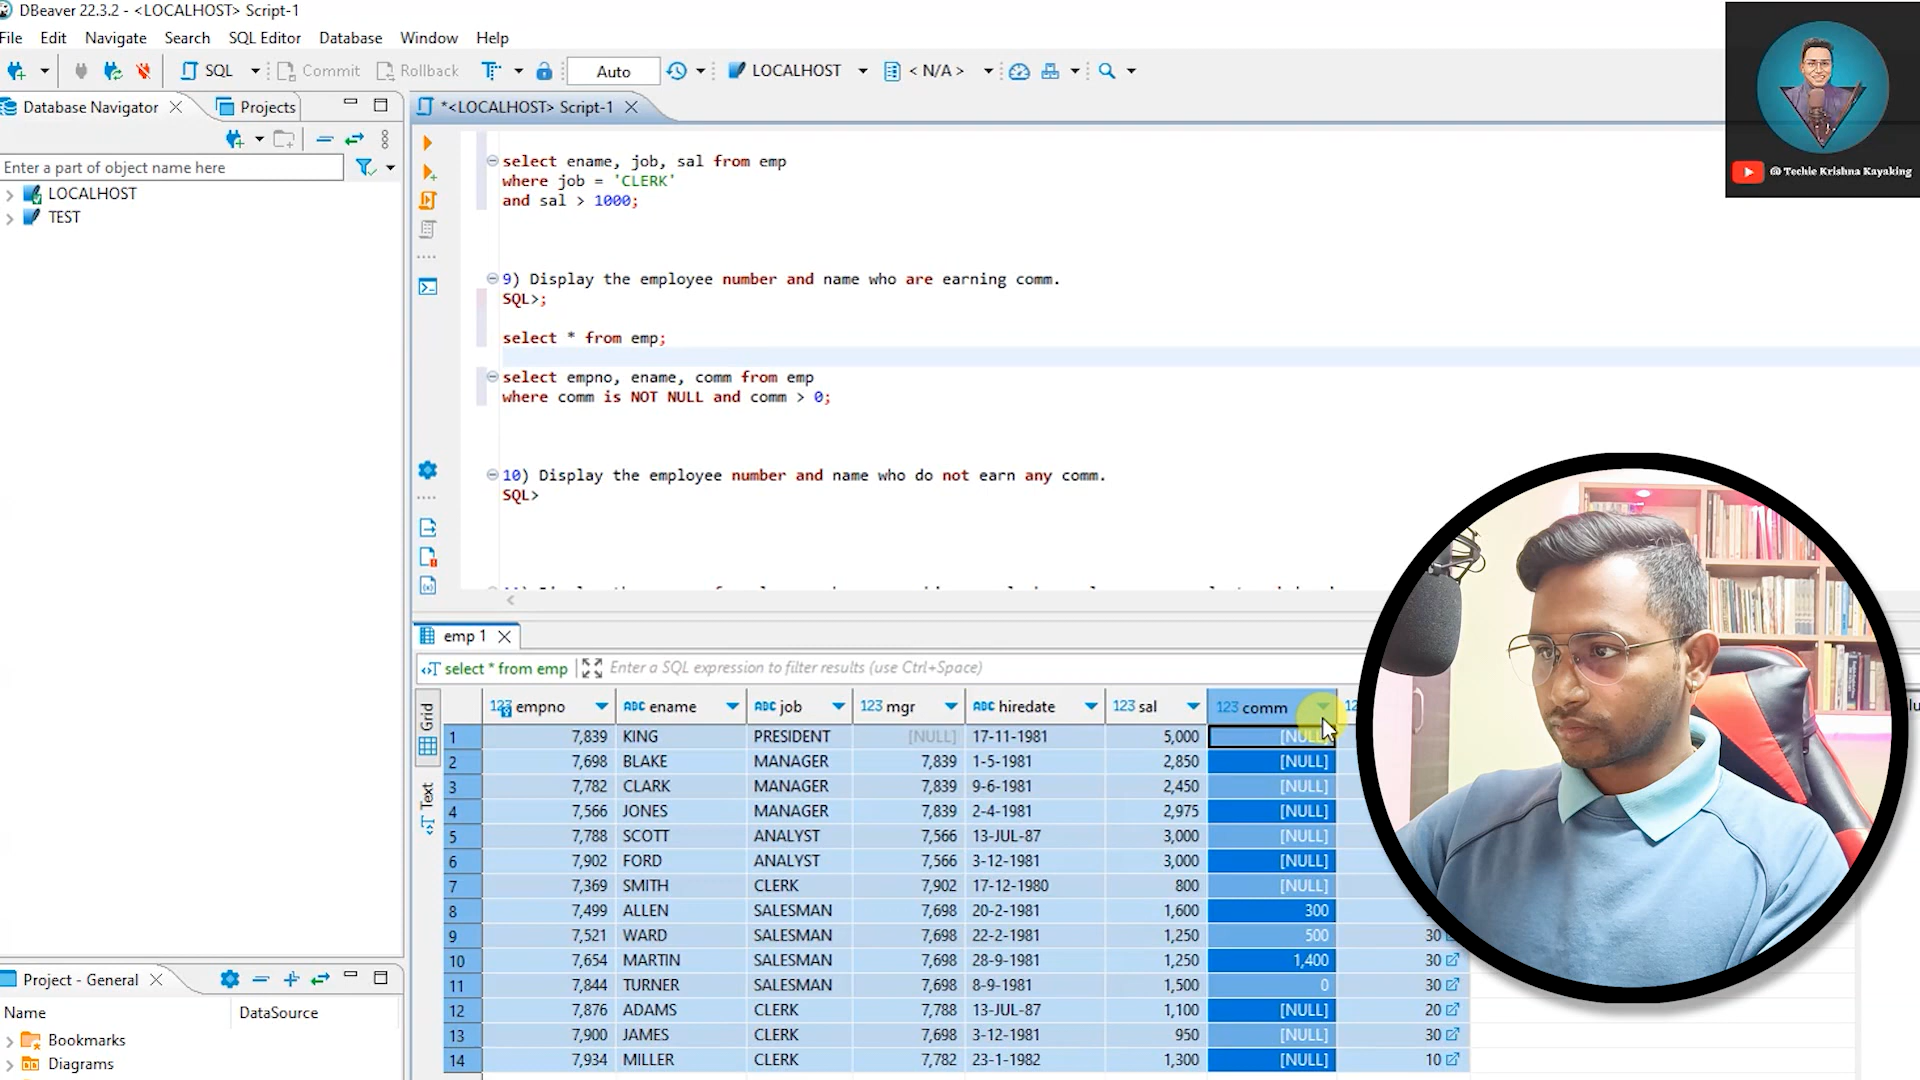 DBeaver 22.3.2 - <LOCALHOST> Script-1
File Edit Navigate Search SQL Editor Database Window Help
SQL Commit Rollback Auto LOCALHOST < N/A >
Database Navigator Projects
*<LOCALHOST> Script-1
Enter a part of object name here
LOCALHOST
TEST
@ Techie Krishna Kayaking
select ename, job, sal from emp
where job = 'CLERK'
and sal > 1000;
9) Display the employee number and name who are earning comm.
SQL>;
select * from emp;
select empno, ename, comm from emp
where comm is NOT NULL and comm > 0;
10) Display the employee number and name who do not earn any comm.
SQL>
emp 1
select * from emp Enter a SQL expression to filter results (use Ctrl+Space)
Grid
Text
123 empno ABC ename ABC job 123 mgr ABC hiredate 123 sal 123 comm
1 7,839 KING PRESIDENT [NULL] 17-11-1981 5,000 [NULL]
2 7,698 BLAKE MANAGER 7,839 1-5-1981 2,850 [NULL]
3 7,782 CLARK MANAGER 7,839 9-6-1981 2,450 [NULL]
4 7,566 JONES MANAGER 7,839 2-4-1981 2,975 [NULL]
5 7,788 SCOTT ANALYST 7,566 13-JUL-87 3,000 [NULL]
6 7,902 FORD ANALYST 7,566 3-12-1981 3,000 [NULL]
7 7,369 SMITH CLERK 7,902 17-12-1980 800 [NULL]
8 7,499 ALLEN SALESMAN 7,698 20-2-1981 1,600 300
9 7,521 WARD SALESMAN 7,698 22-2-1981 1,250 500 30
10 7,654 MARTIN SALESMAN 7,698 28-9-1981 1,250 1,400 30
11 7,844 TURNER SALESMAN 7,698 8-9-1981 1,500 0 30
12 7,876 ADAMS CLERK 7,788 13-JUL-87 1,100 [NULL] 20
13 7,900 JAMES CLERK 7,698 3-12-1981 950 [NULL] 30
14 7,934 MILLER CLERK 7,782 23-1-1982 1,300 [NULL] 10
Project - General
Name DataSource
Bookmarks
Diagrams